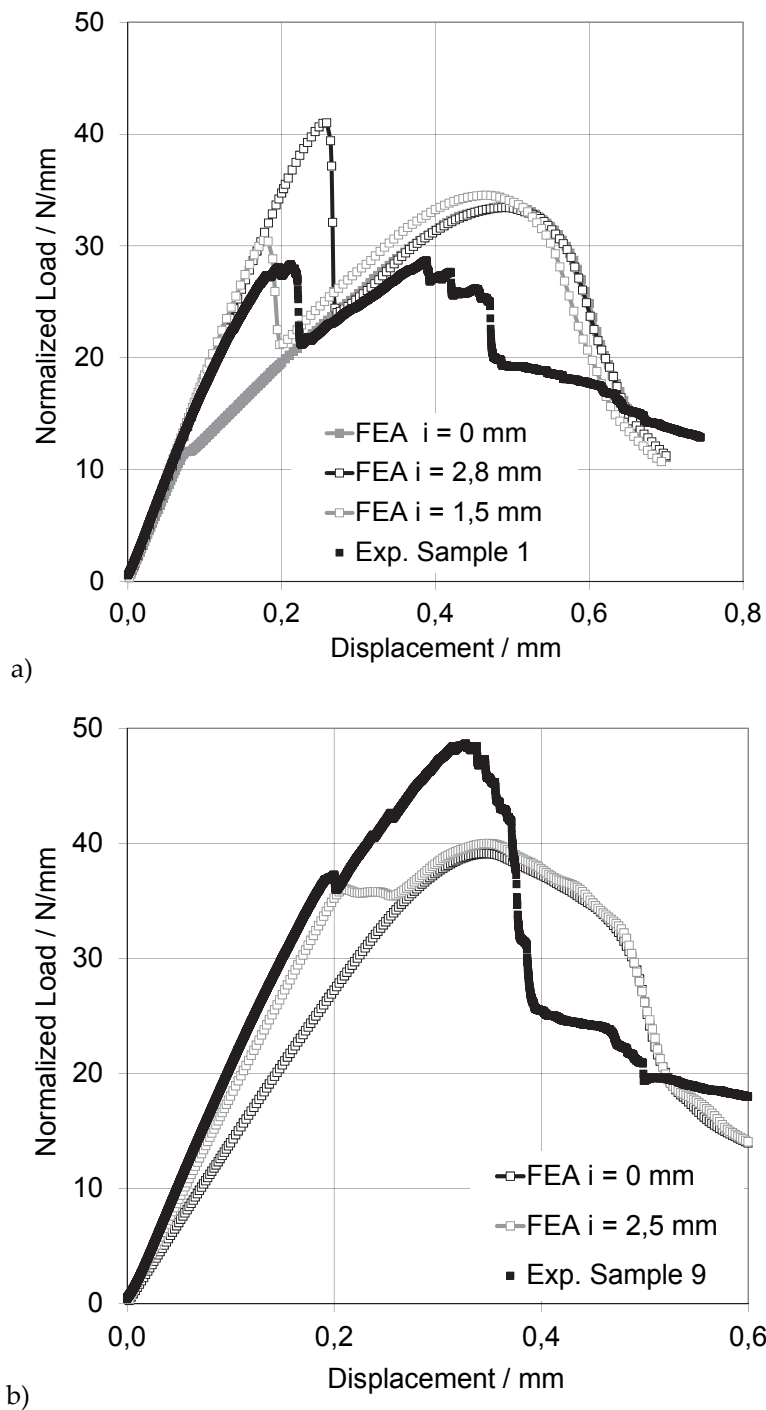 50
40
30
20
10
0
Normalized Load / N/mm
FEA i = 0 mm
FEA i = 2,8 mm
FEA i = 1,5 mm
Exp. Sample 1
0,0 0,2 0,4 0,6 0,8
Displacement / mm
a)
50
40
30
20
10
0
Normalized Load / N/mm
FEA i = 0 mm
FEA i = 2,5 mm
Exp. Sample 9
0,0 0,2 0,4 0,6
Displacement / mm
b)